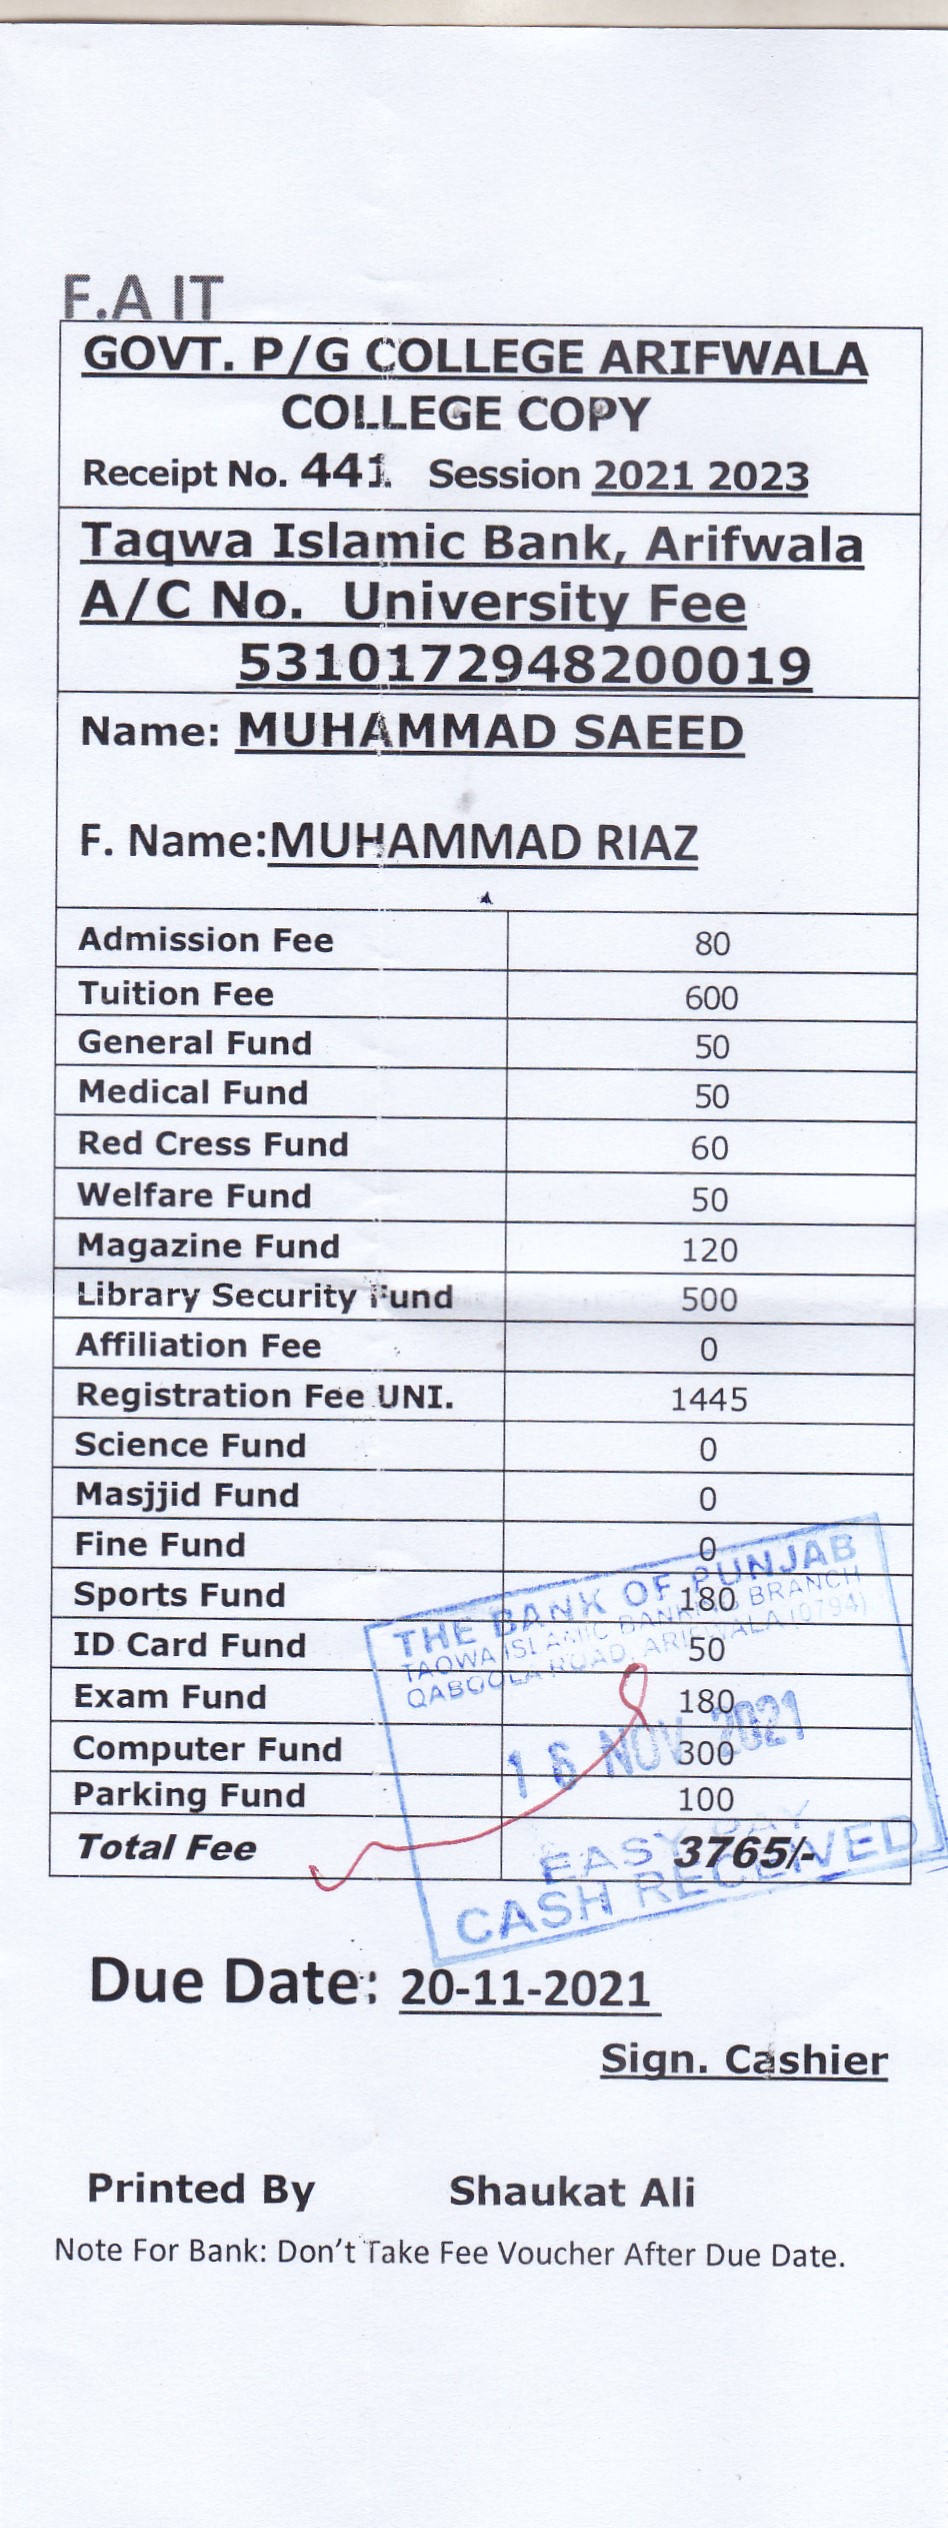 F.A IT
GOVT. P/G COLLEGE ARIFWALA
COLLEGE COPY
Receipt No. 441 Session 2021 2023
Taqwa Islamic Bank, Arifwala
A/C No. University Fee
5310172948200019
Name: MUHAMMAD SAEED
F. Name:MUHAMMAD RIAZ
Admission Fee 80
Tuition Fee 600
General Fund 50
Medical Fund 50
Red Cress Fund 60
Welfare Fund 50
Magazine Fund 120
Library Security Fund 500
Affiliation Fee 0
Registration Fee UNI. 1445
Science Fund 0
Masjjid Fund 0
Fine Fund 0
Sports Fund 180
ID Card Fund 50
Exam Fund 180
Computer Fund 300
Parking Fund 100
Total Fee 3765/-
THE BANK OF PUNJAB
TAQWA ISLAMIC BANKING BRANCH
QABOOLA ROAD, ARIFWALA (0794)
16 NOV 2021
EASY PAY
CASH RECEIVED
Due Date: 20-11-2021
Sign. Cashier
Printed By Shaukat Ali
Note For Bank: Don't Take Fee Voucher After Due Date.